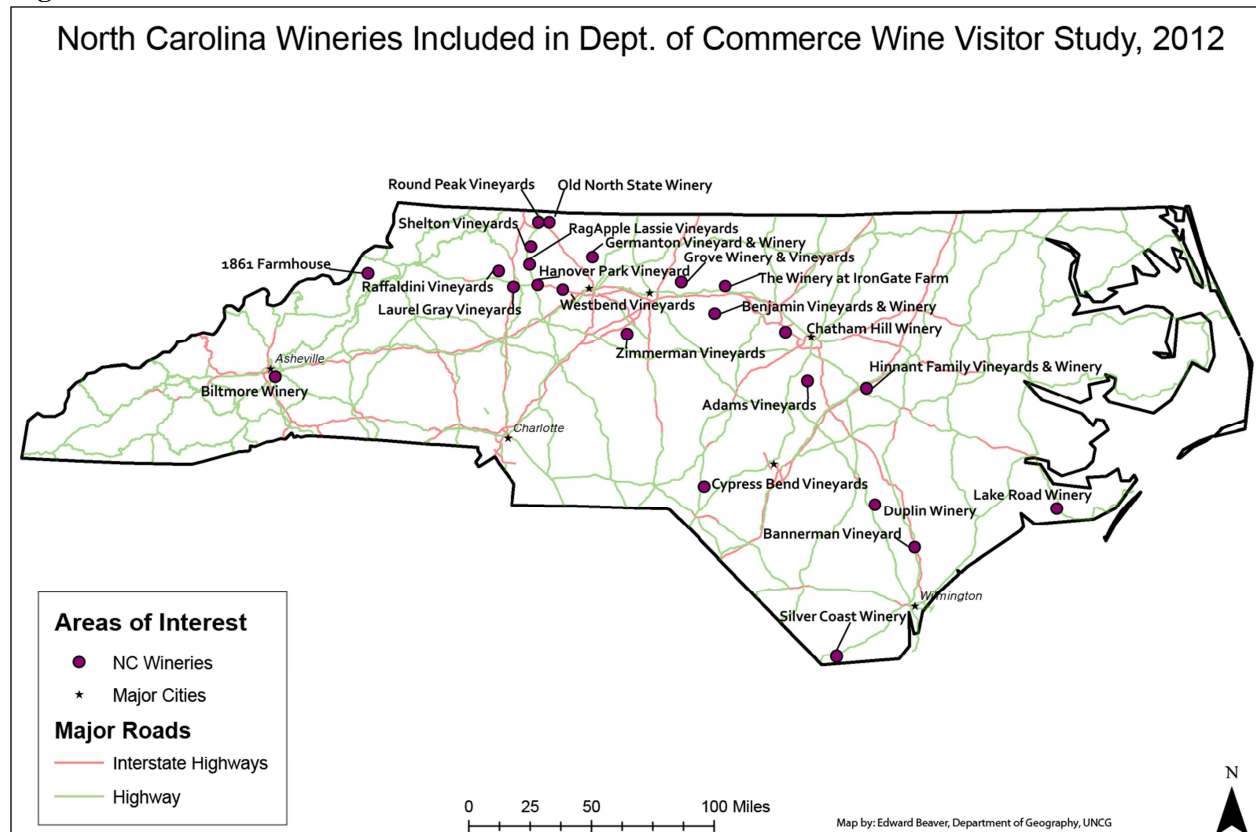 North Carolina Wineries Included in Dept. of Commerce Wine Visitor Study, 2012
Round Peak Vineyards
Old North State Winery
Shelton Vineyards
RagApple Lassie Vineyards
Germanton Vineyard & Winery
Grove Winery & Vineyards
1861 Farmhouse
Hanover Park Vineyard
The Winery at IronGate Farm
Raffaldini Vineyards
Laurel Gray Vineyards
Westbend Vineyards
Benjamin Vineyards & Winery
Chatham Hill Winery
Zimmerman Vineyards
Asheville
Hinnant Family Vineyards & Winery
Biltmore Winery
Adams Vineyards
Charlotte
Cypress Bend Vineyards
Lake Road Winery
Duplin Winery
Bannerman Vineyard
Wilmington
Silver Coast Winery
Areas of Interest
NC Wineries
Major Cities
Major Roads
Interstate Highways
Highway
0 25 50 100 Miles
N
Map by: Edward Beaver, Department of Geography, UNCG